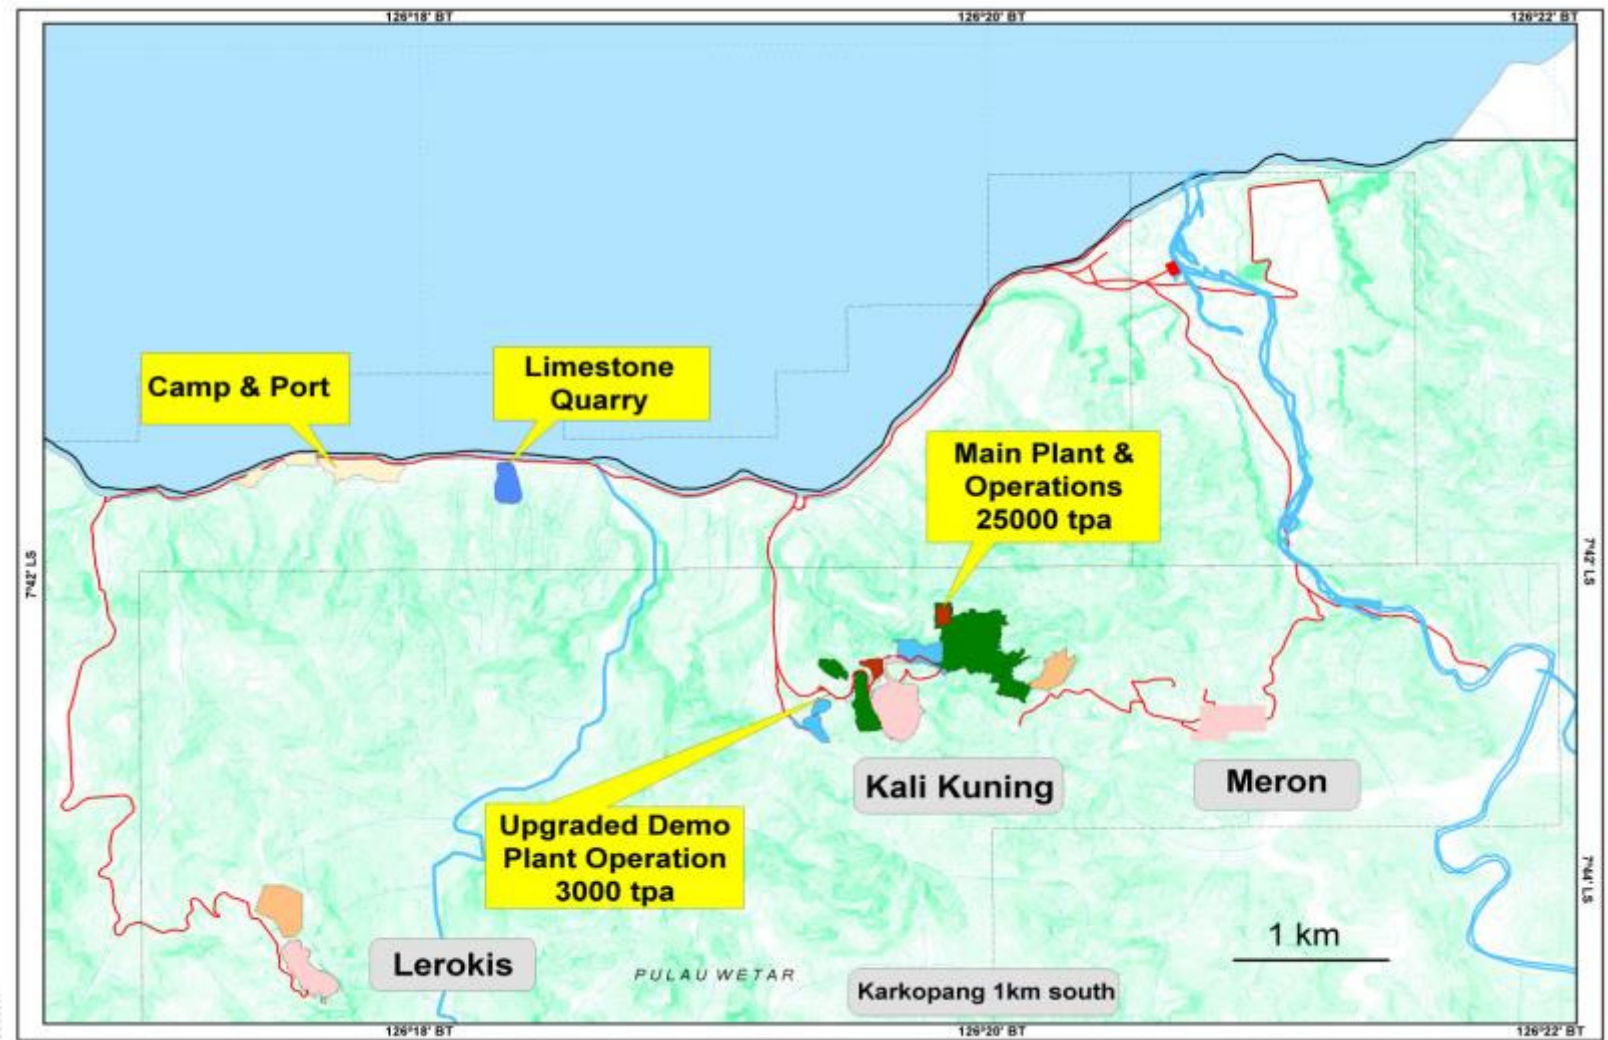 126°18' BT
126°20' BT
126°22' BT
Camp & Port
Limestone
Quarry
Main Plant &
Operations
25000 tpa
7°42' LS
7°42' LS
Kali Kuning
Meron
Upgraded Demo
Plant Operation
3000 tpa
7°44' LS
Lerokis
PULAU WETAR
1 km
Karkopang 1km south
126°18' BT
126°20' BT
126°22' BT